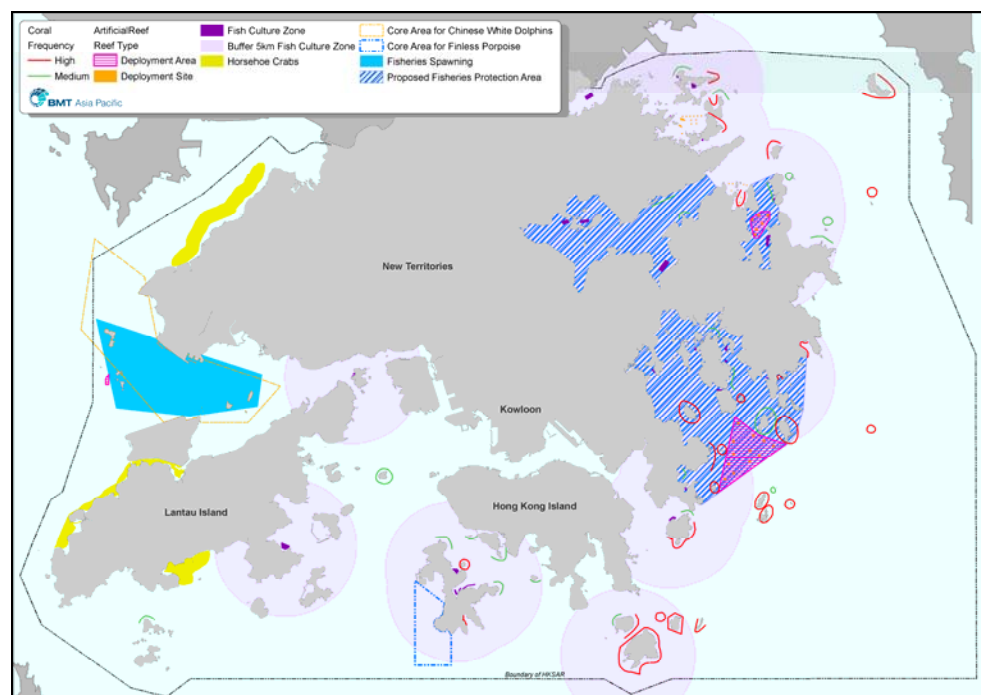 Coral
Frequency
High
Medium
ArtificialReef
Reef Type
Deployment Area
Deployment Site
Fish Culture Zone
Buffer 5km Fish Culture Zone
Horsehoe Crabs
Core Area for Chinese White Dolphins
Core Area for Finless Porpoise
Fisheries Spawning
Proposed Fisheries Protection Area
BMT Asia Pacific
New Territories
Kowloon
Lantau Island
Hong Kong Island
Boundary of HKSAR